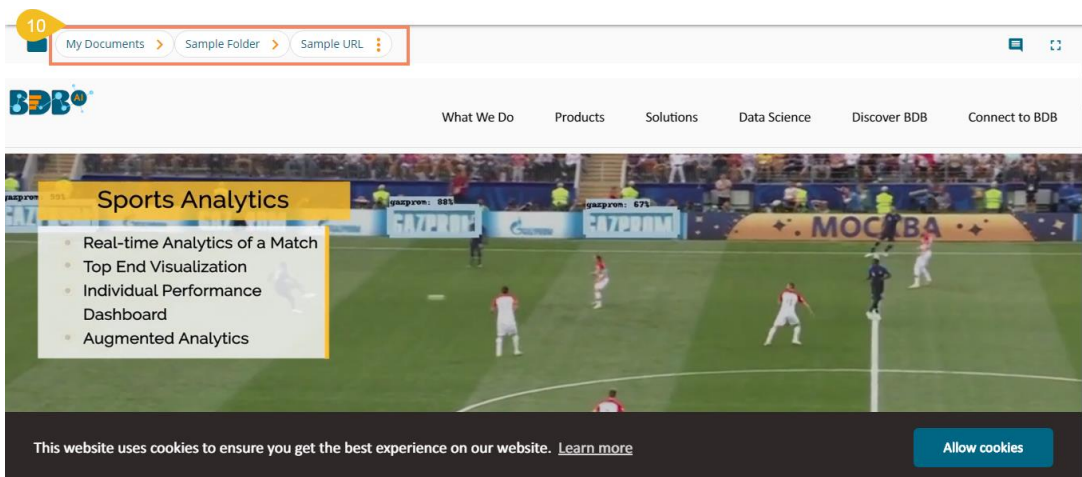 10
My Documents > Sample Folder > Sample URL
BDB AI
What We Do Products Solutions Data Science Discover BDB Connect to BDB
Sports Analytics
Real-time Analytics of a Match
Top End Visualization
Individual Performance
Dashboard
Augmented Analytics
gazprom: 88%
gazprom: 67%
GAZPROM
GAZPROM
МОСКВА
This website uses cookies to ensure you get the best experience on our website. Learn more
Allow cookies